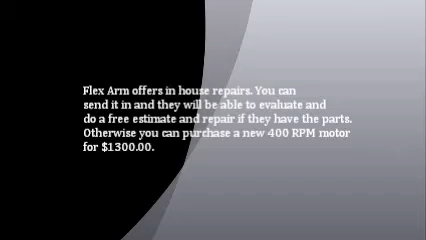 Flex Arm offers in house repairs. You can
send it in and they will be able to evaluate and
do a free estimate and repair if they have the parts.
Otherwise you can purchase a new 400 RPM motor
for $1300.00.